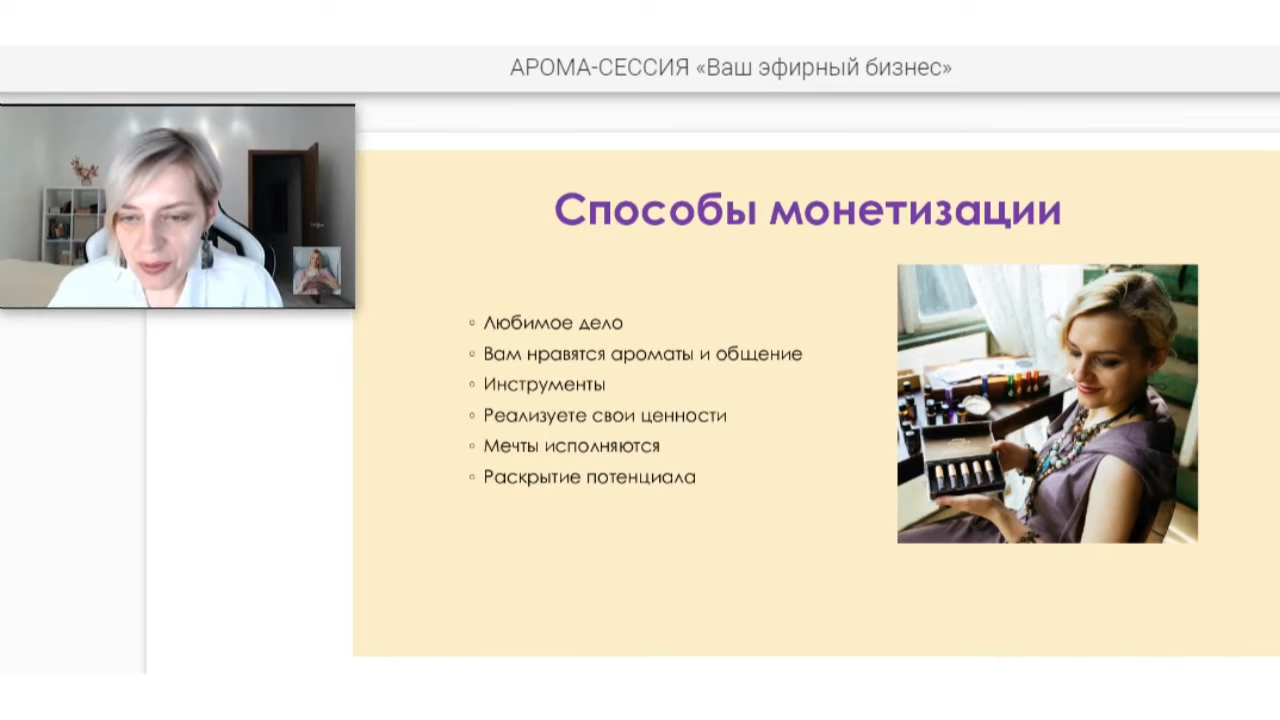 АРОМА-СЕССИЯ «Ваш эфирный бизнес»
Способы монетизации
◦ Любимое дело
◦ Вам нравятся ароматы и общение
◦ Инструменты
◦ Реализуете свои ценности
◦ Мечты исполняются
◦ Раскрытие потенциала